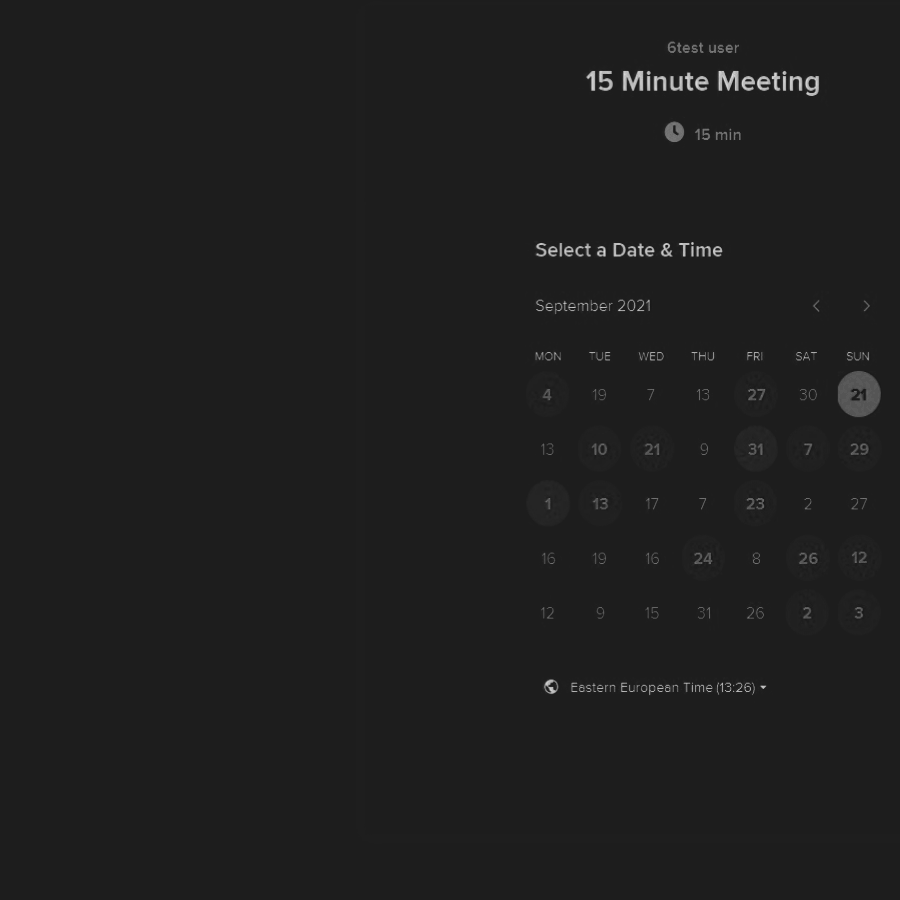 6test user
15 Minute Meeting
15 min
Select a Date & Time
September 2021
MON TUE WED THU FRI SAT SUN
4 19 7 13 27 30 21
13 10 21 9 31 7 29
1 13 17 7 23 2 27
16 19 16 24 8 26 12
12 9 15 31 26 2 3
Eastern European Time (13:26)